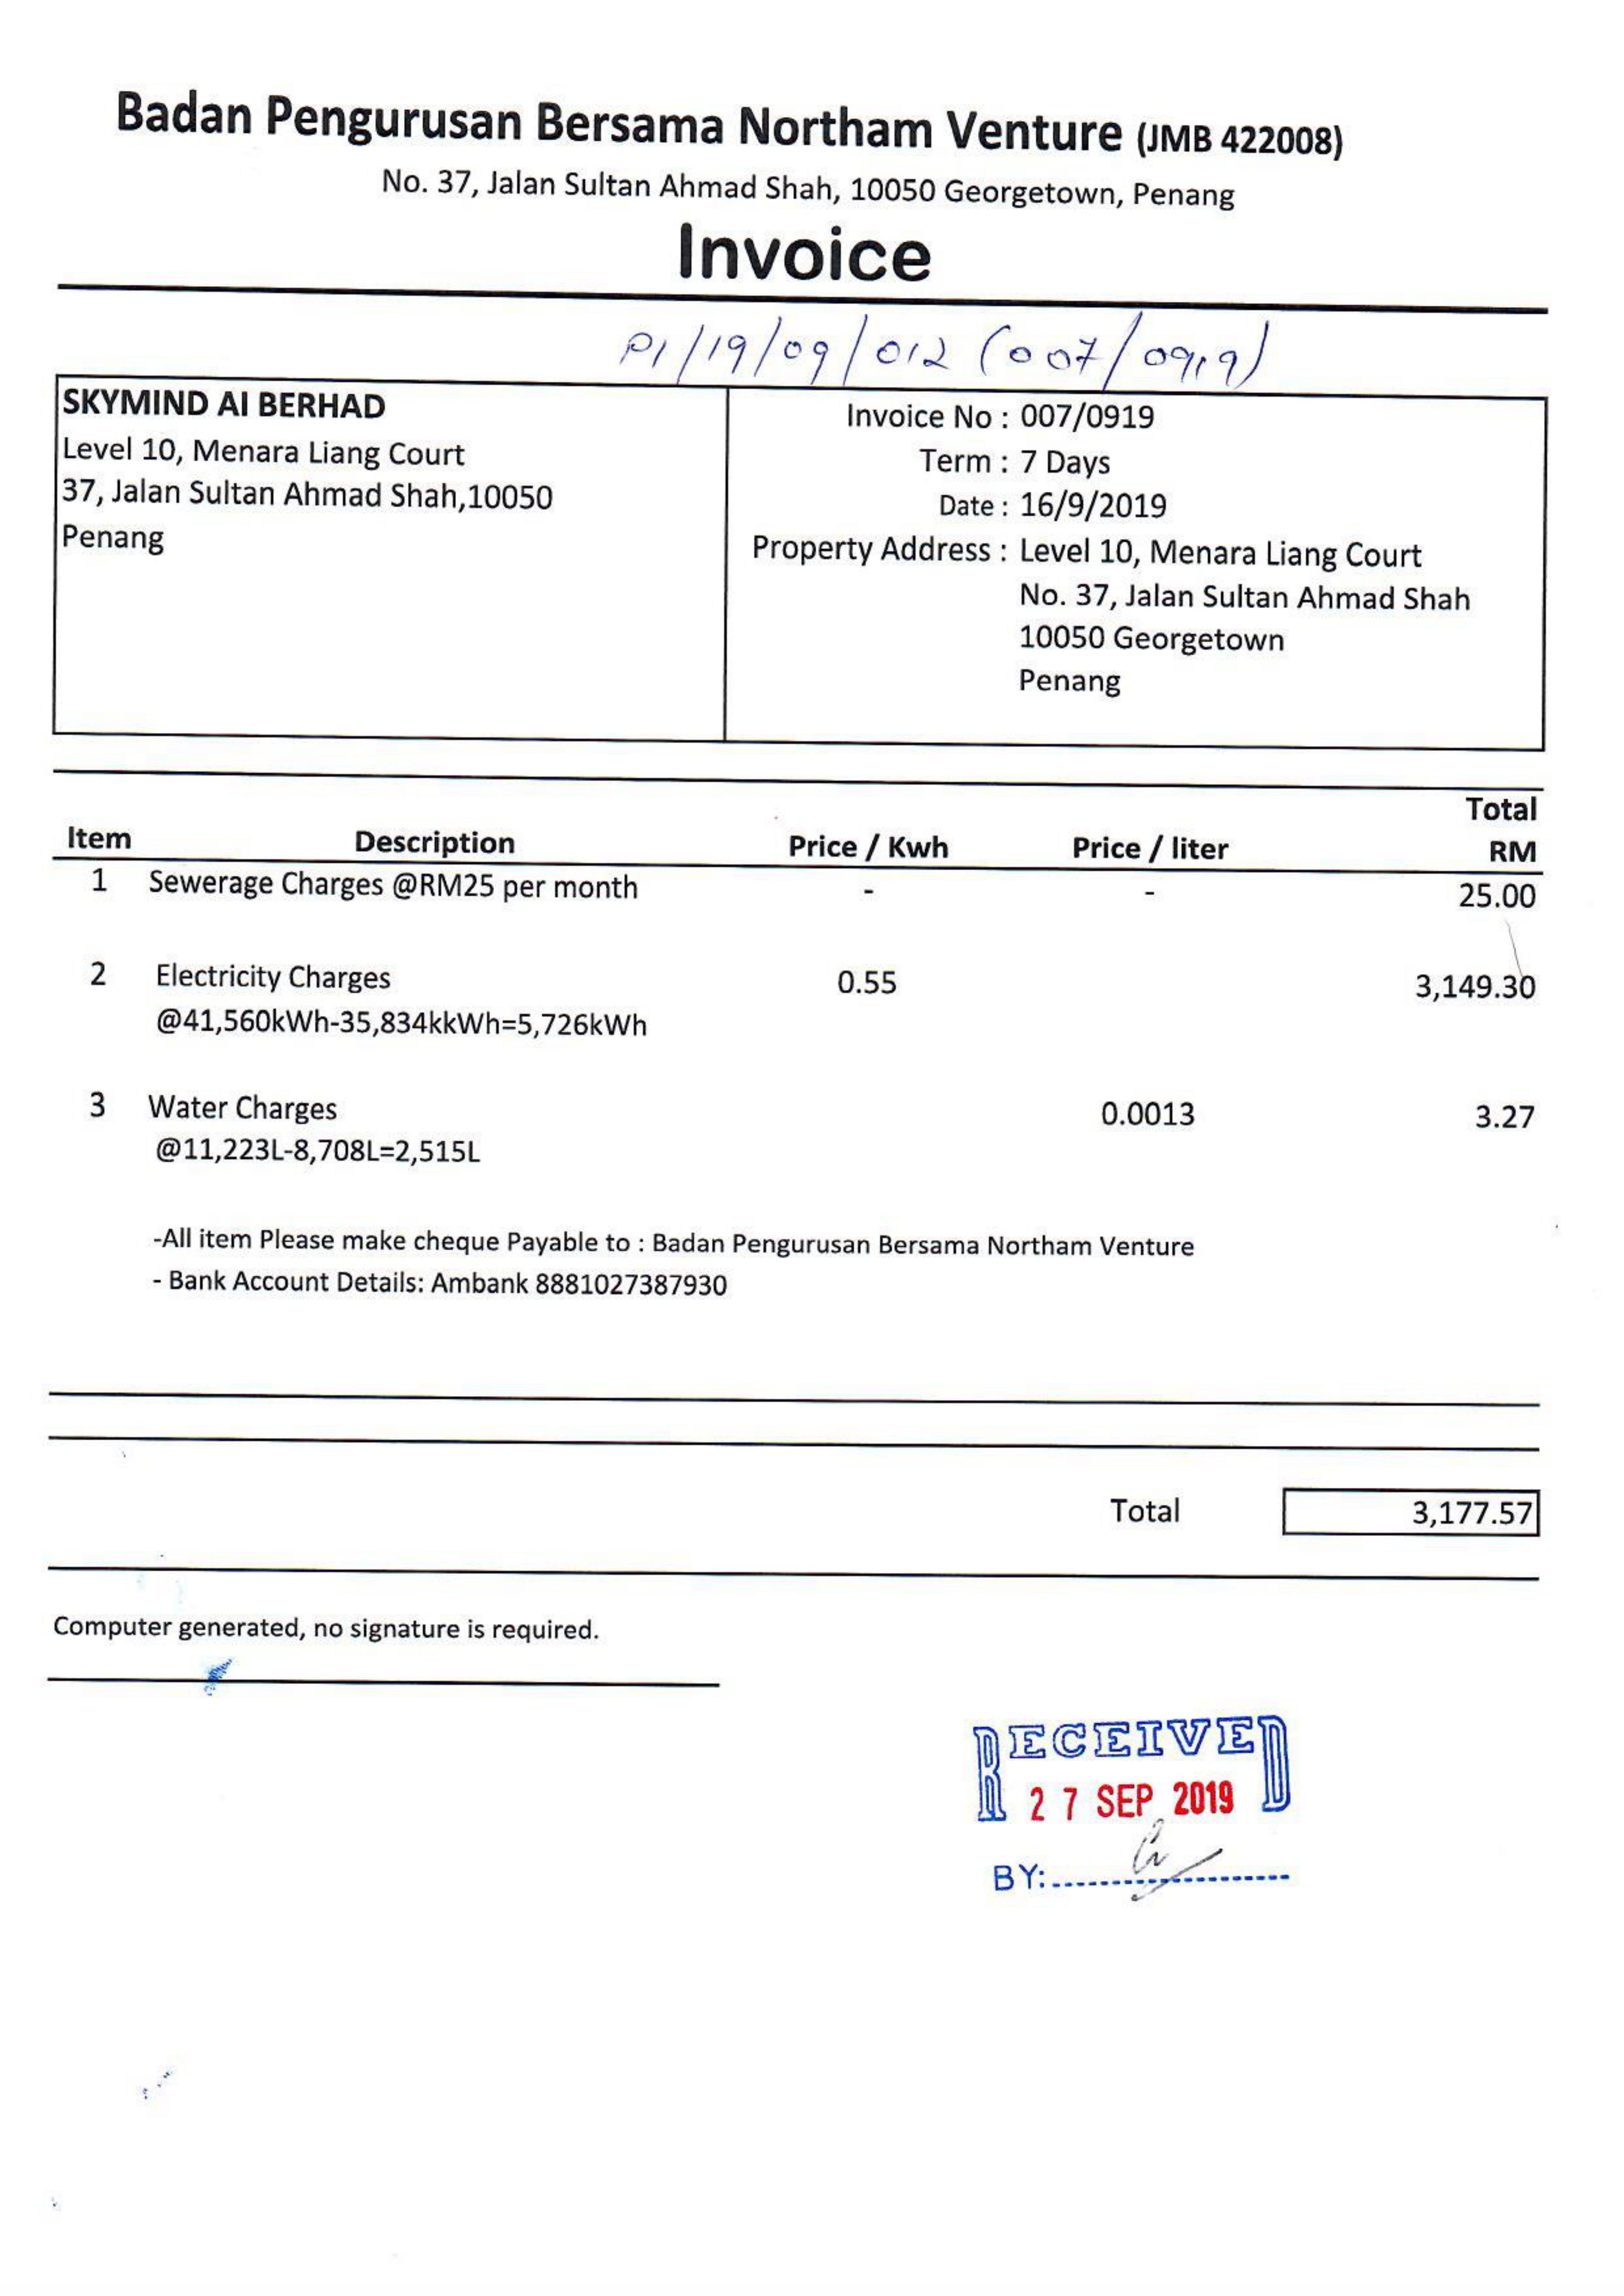 Badan Pengurusan Bersama Northam Venture (JMB 422008)
No. 37, Jalan Sultan Ahmad Shah, 10050 Georgetown, Penang
Invoice
PI/19/09/012 (007/0919)
SKYMIND AI BERHAD
Level 10, Menara Liang Court
37, Jalan Sultan Ahmad Shah,10050
Penang
Invoice No : 007/0919
Term : 7 Days
Date : 16/9/2019
Property Address : Level 10, Menara Liang Court
No. 37, Jalan Sultan Ahmad Shah
10050 Georgetown
Penang
Item Description Price / Kwh Price / liter Total RM
1 Sewerage Charges @RM25 per month - - 25.00
2 Electricity Charges 0.55 3,149.30
@41,560kWh-35,834kkWh=5,726kWh
3 Water Charges 0.0013 3.27
@11,223L-8,708L=2,515L
-All item Please make cheque Payable to : Badan Pengurusan Bersama Northam Venture
- Bank Account Details: Ambank 8881027387930
Total 3,177.57
Computer generated, no signature is required.
RECEIVED
27 SEP 2019
BY: